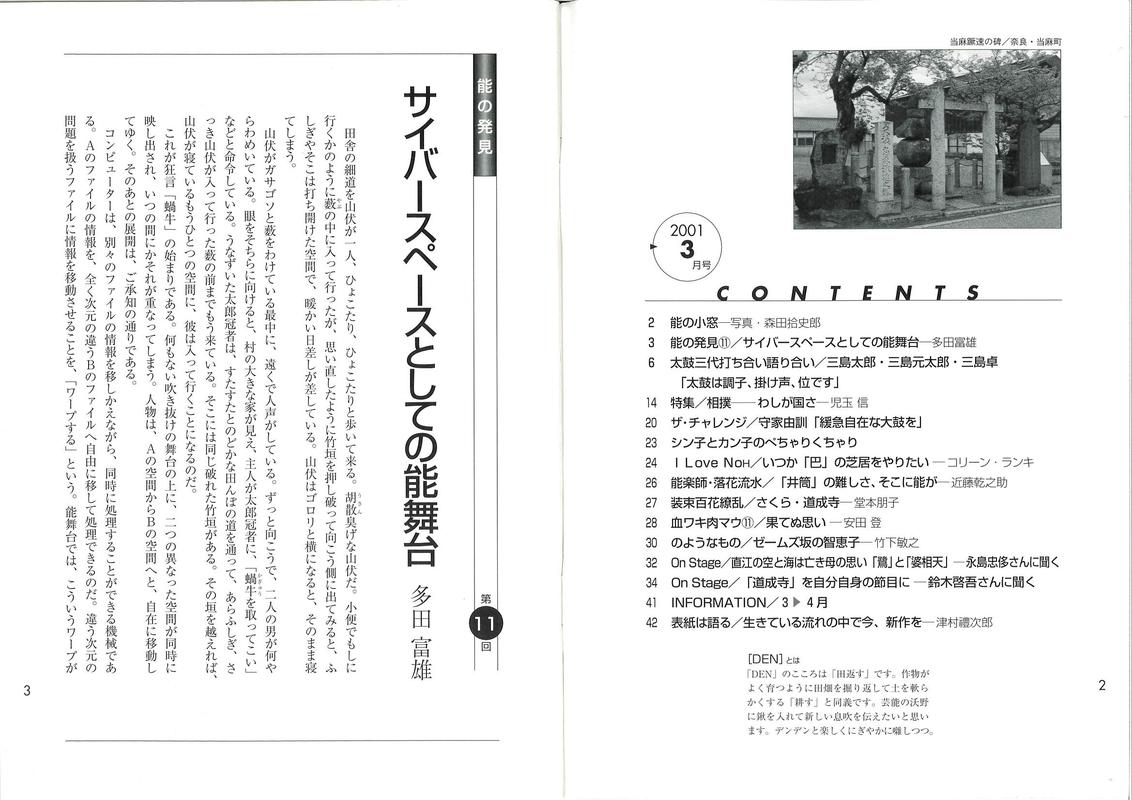 当麻蹶速の碑／奈良・当麻町
2001
3
月号
CONTENTS
2 能の小窓─写真・森田拾史郎
3 能の発見⑪／サイバースペースとしての能舞台─多田富雄
6 太鼓三代打ち合い語り合い／三島太郎・三島元太郎・三島卓
「太鼓は調子、掛け声、位です」
14 特集／相撲──わしが国さ─児玉 信
20 ザ・チャレンジ／守家由訓「緩急自在な大鼓を」
23 シン子とカン子のぺちゃりくちゃり
24 I Love NOH／いつか「巴」の芝居をやりたい ─コリーン・ランキ
26 能楽師・落花流水／「井筒」の難しさ、そこに能が─近藤乾之助
27 装束百花繚乱／さくら・道成寺─堂本朋子
28 血ワキ肉マウ⑪／果てぬ思い ─安田 登
30 のようなもの／ゼームズ坂の智恵子─竹下敏之
32 On Stage／直江の空と海は亡き母の思い「鷺」と「婆相天」─永島忠侈さんに聞く
34 On Stage／「道成寺」を自分自身の節目に ─鈴木啓吾さんに聞く
41 INFORMATION／3▶4月
42 表紙は語る／生きている流れの中で今、新作を─津村禮次郎
［DEN］とは
「DEN」のこころは「田返す」です。作物が
よく育つように田畑を掘り返して土を軟ら
かくする「耕す」と同義です。芸能の沃野
に鍬を入れて新しい息吹を伝えたいと思い
ます。デンデンと楽しくにぎやかに囃しつつ。
2
能の発見
第
11
回
サイバースペースとしての能舞台
多田富雄
田舎の細道を山伏が一人、ひょこたり、ひょこたりと歩いて来る。胡散臭げな山伏だ。小便でもしに
行くかのように藪の中に入って行ったが、思い直したように竹垣を押し破って向こう側に出てみると、ふ
しぎやそこは打ち開けた空間で、暖かい日差しが差している。山伏はゴロリと横になると、そのまま寝
てしまう。
山伏がガサゴソと藪をわけている最中に、遠くで人声がしている。ずっと向こうで、二人の男が何や
らわめいている。眼をそちらに向けると、村の大きな家が見え、主人が太郎冠者に、「蝸牛を取ってこい」
などと命令している。うなずいた太郎冠者は、すたすたとのどかな田んぼの道を通って、あらふしぎ、さ
っき山伏が入って行った藪の前までもう来ている。そこには同じ破れた竹垣がある。その垣を越えれば、
山伏が寝ているもうひとつの空間に、彼は入って行くことになるのだ。
これが狂言「蝸牛」の始まりである。何もない吹き抜けの舞台の上に、二つの異なった空間が同時に
映し出され、いつの間にかそれが重なってしまう。人物は、Aの空間からBの空間へと、自在に移動し
てゆく。そのあとの展開は、ご承知の通りである。
コンピューターは、別々のファイルの情報を移しかえながら、同時に処理することができる機械であ
る。Aのファイルの情報を、全く次元の違うBのファイルへ自由に移して処理できるのだ。違う次元の
問題を扱うファイルに情報を移動させることを、「ワープする」という。能舞台では、こういうワープが
3